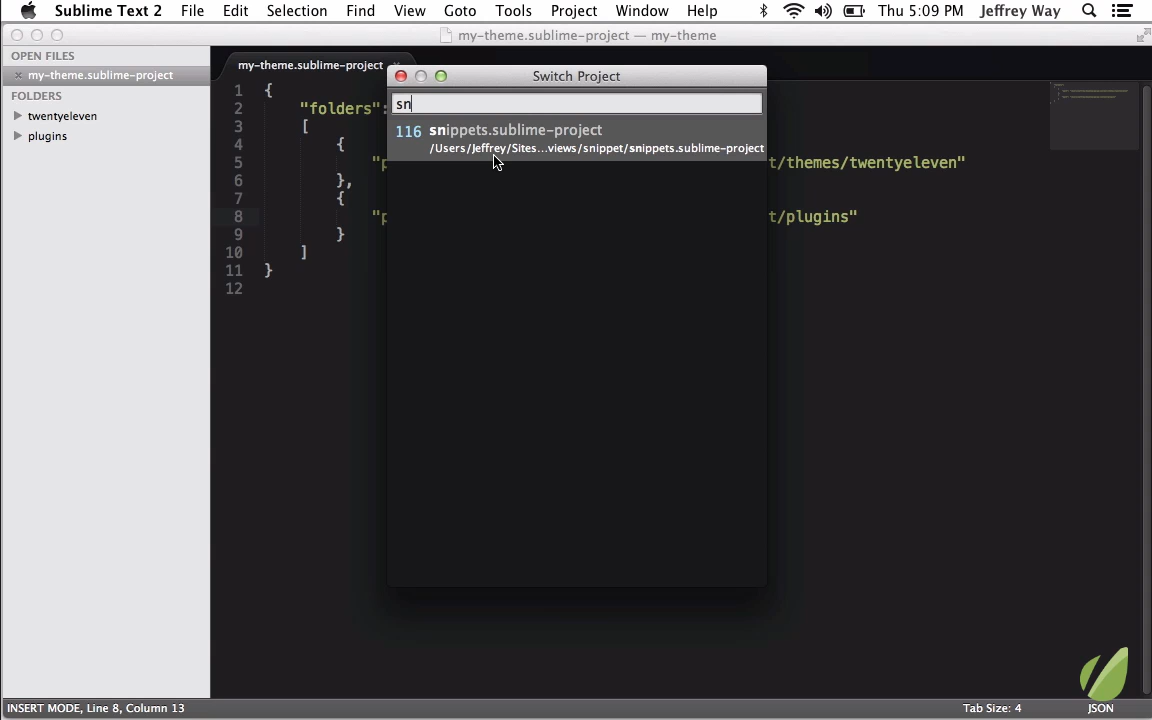 Sublime Text 2 File Edit Selection Find View Goto Tools Project Window Help Thu 5:09 PM Jeffrey Way
my-theme.sublime-project — my-theme
OPEN FILES
× my-theme.sublime-project
FOLDERS
twentyeleven
plugins
my-theme.sublime-project
Switch Project
sn
116 snippets.sublime-project
/Users/Jeffrey/Sites...views/snippet/snippets.sublime-project
1 {
2 "folders":
3 [
4 {
5 "p t/themes/twentyeleven"
6 },
7 {
8 "p t/plugins"
9 }
10 ]
11 }
12
INSERT MODE, Line 8, Column 13 Tab Size: 4 JSON